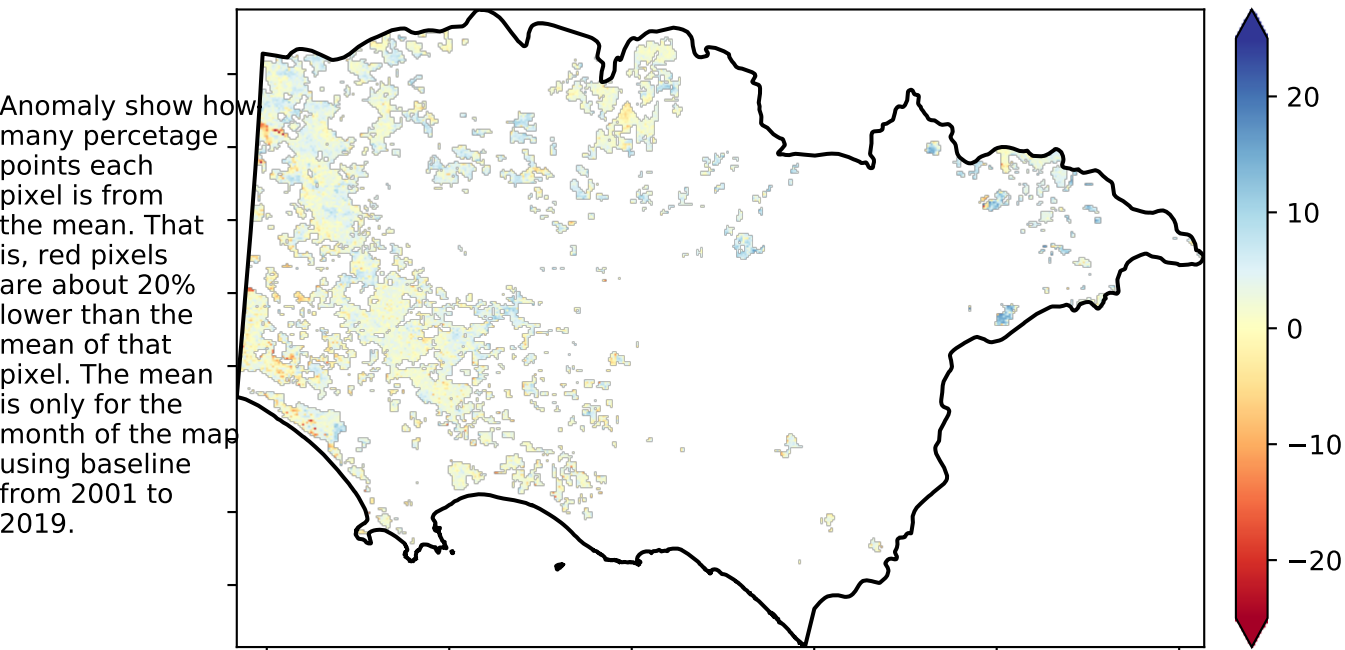 Anomaly show how
many percetage
points each
pixel is from
the mean. That
is, red pixels
are about 20%
lower than the
mean of that
pixel. The mean
is only for the
month of the map
using baseline
from 2001 to
2019.
20
10
0
−10
−20